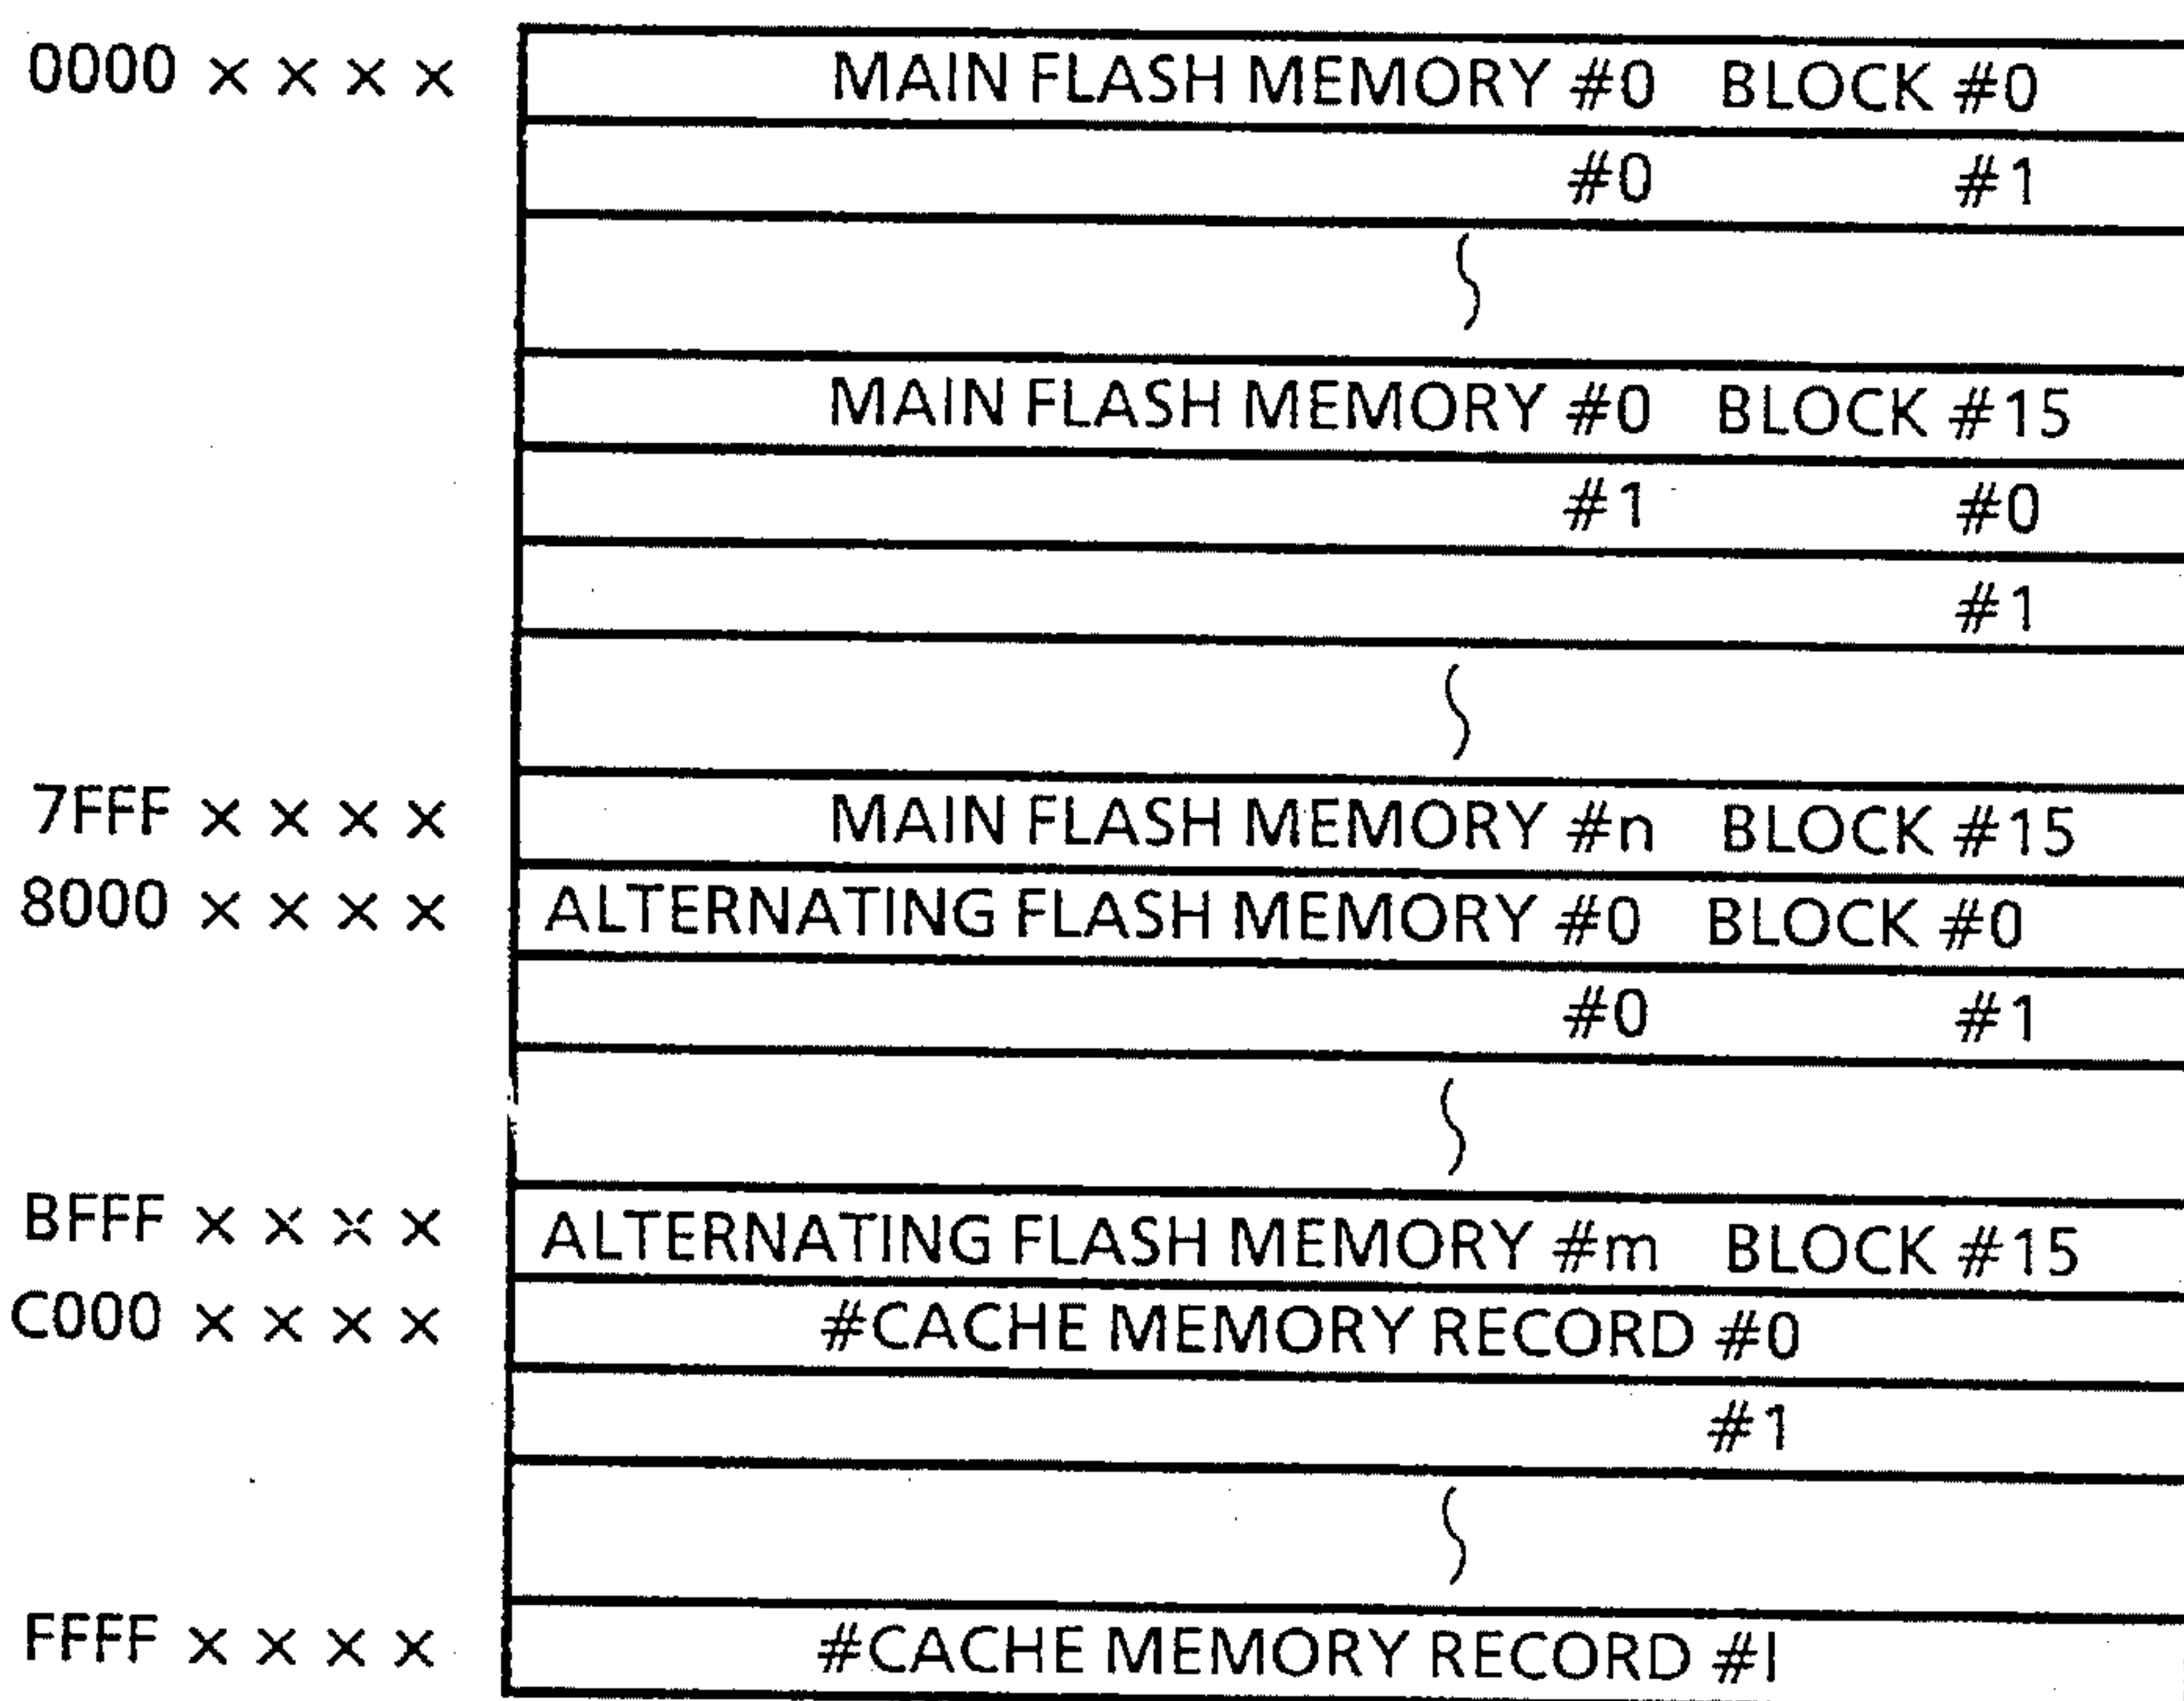 0000 × × × × MAIN FLASH MEMORY #0 BLOCK #0
#0 #1
MAIN FLASH MEMORY #0 BLOCK #15
#1 #0
#1
7FFF × × × × MAIN FLASH MEMORY #n BLOCK #15
8000 × × × × ALTERNATING FLASH MEMORY #0 BLOCK #0
#0 #1
BFFF × × × × ALTERNATING FLASH MEMORY #m BLOCK #15
C000 × × × × #CACHE MEMORY RECORD #0
#1
FFFF × × × × #CACHE MEMORY RECORD #l